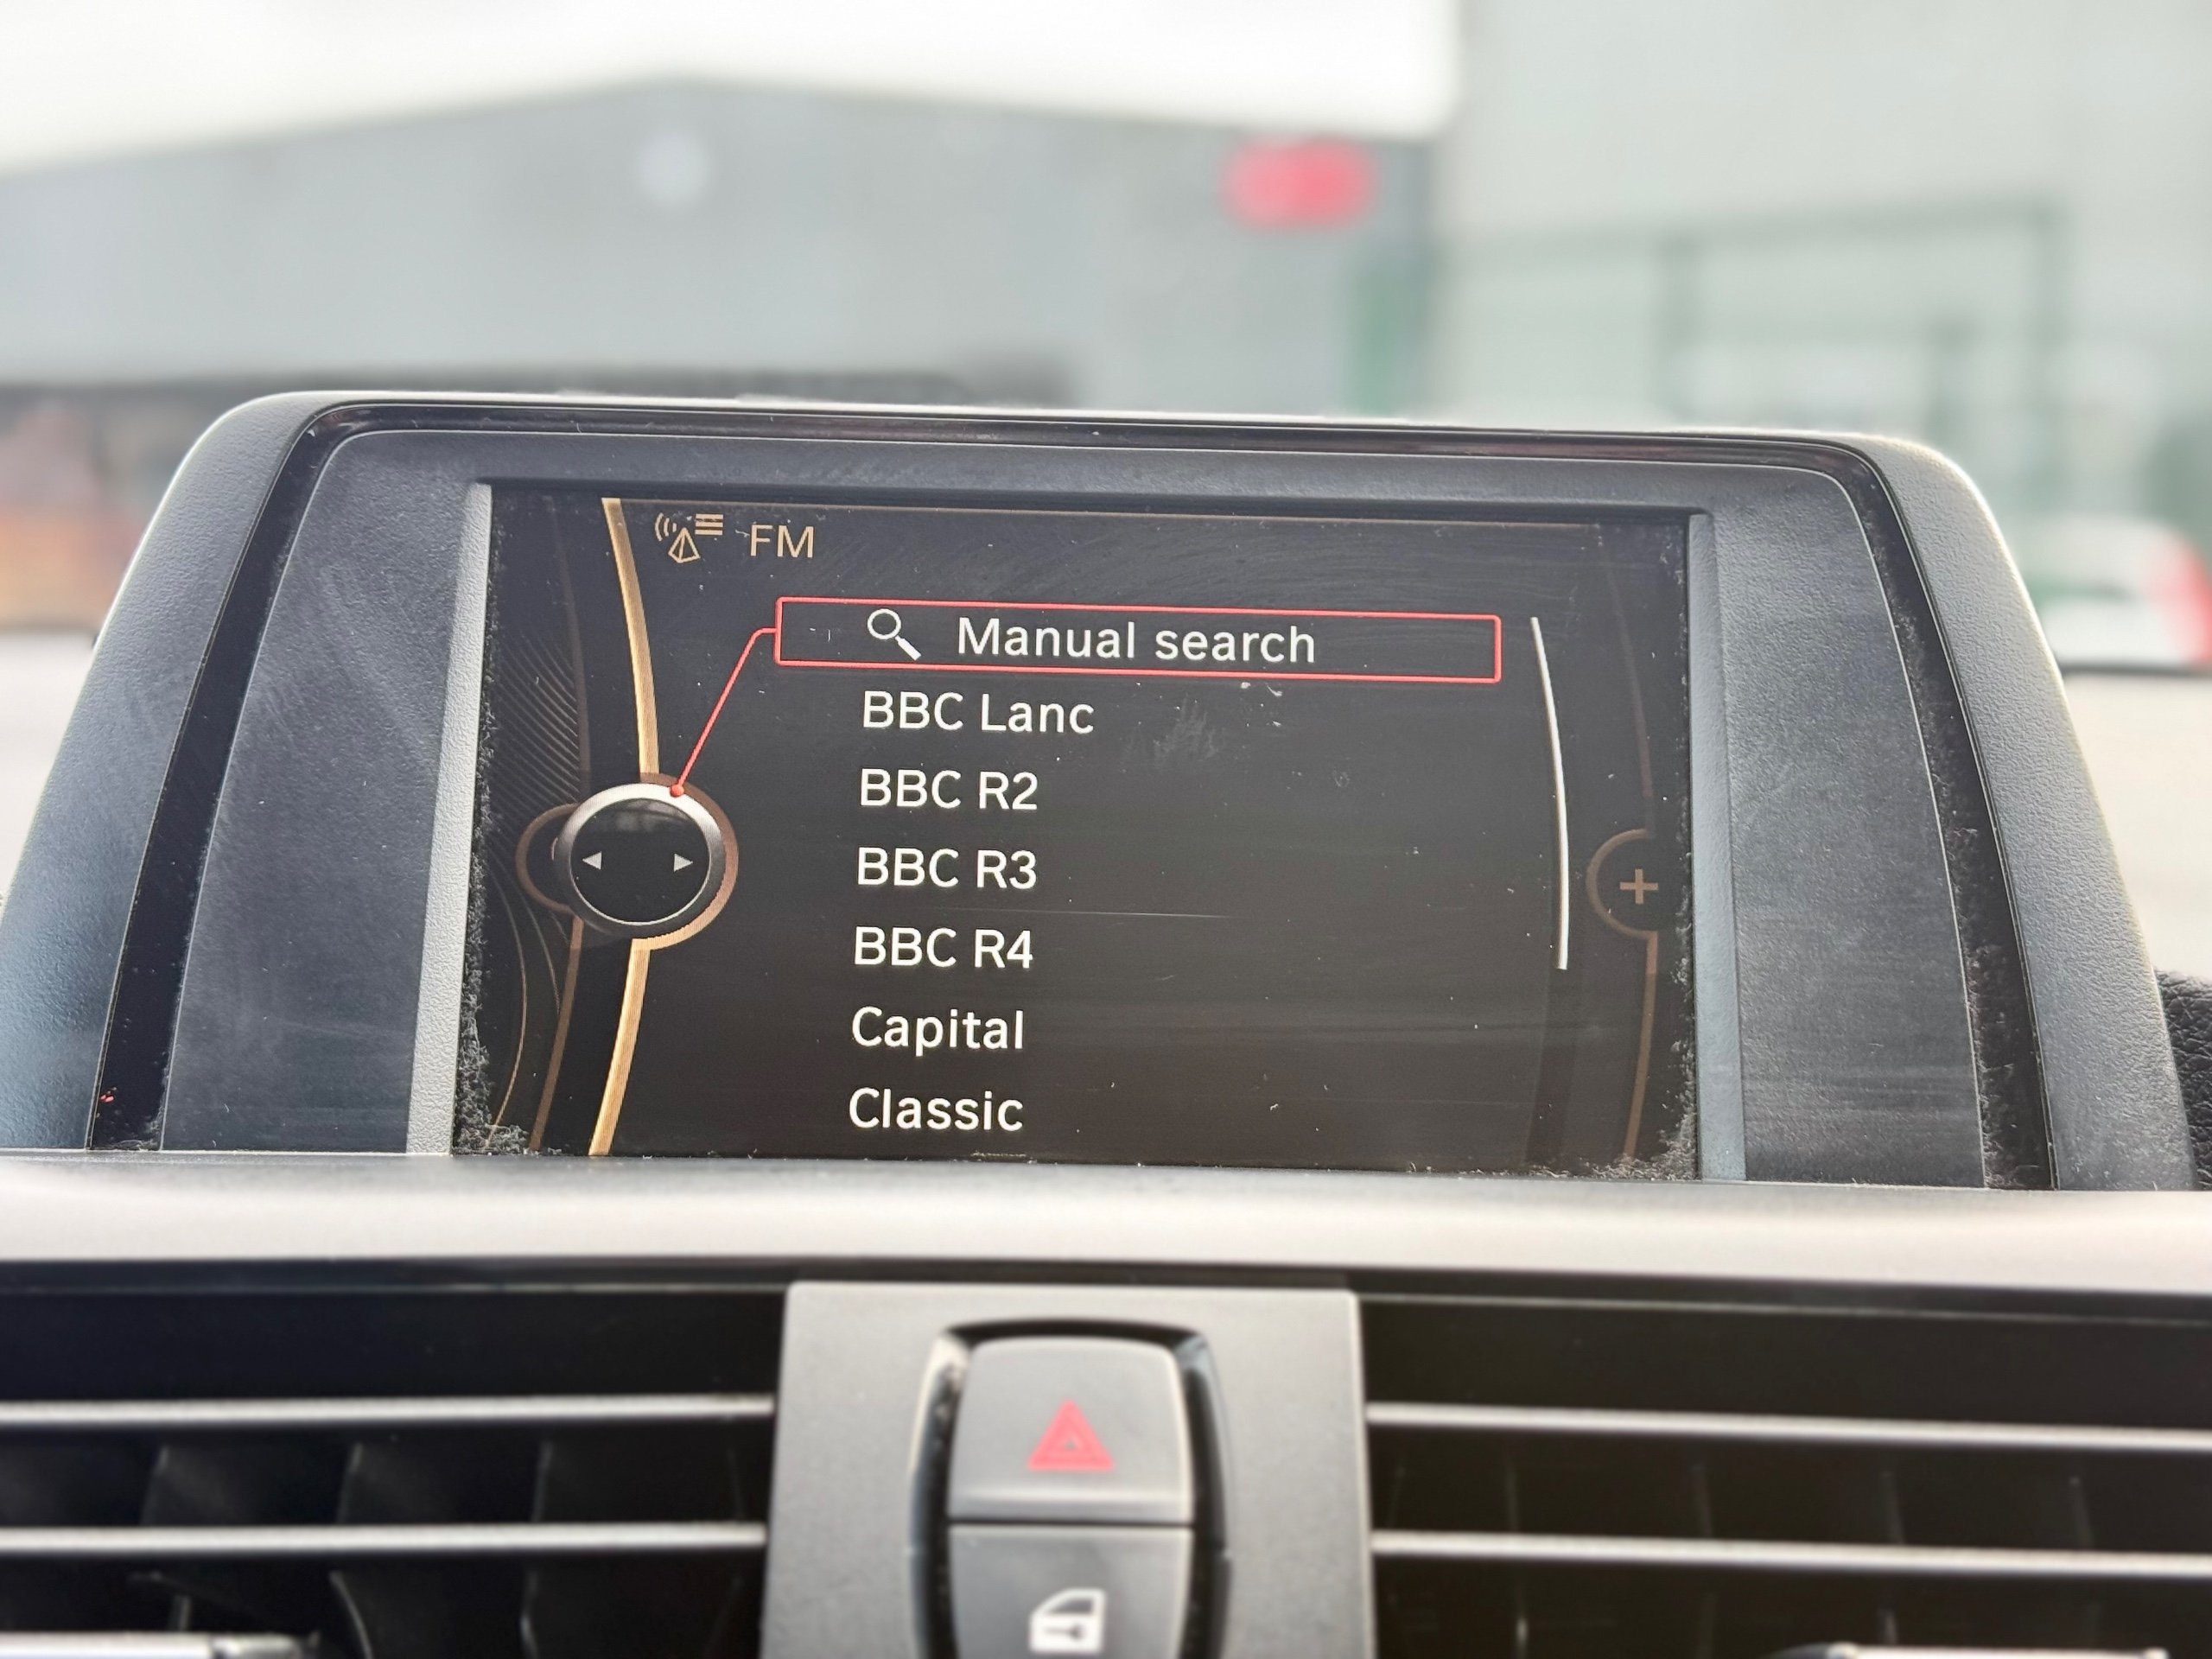 FM
Manual search
BBC Lanc
BBC R2
BBC R3
BBC R4
Capital
Classic